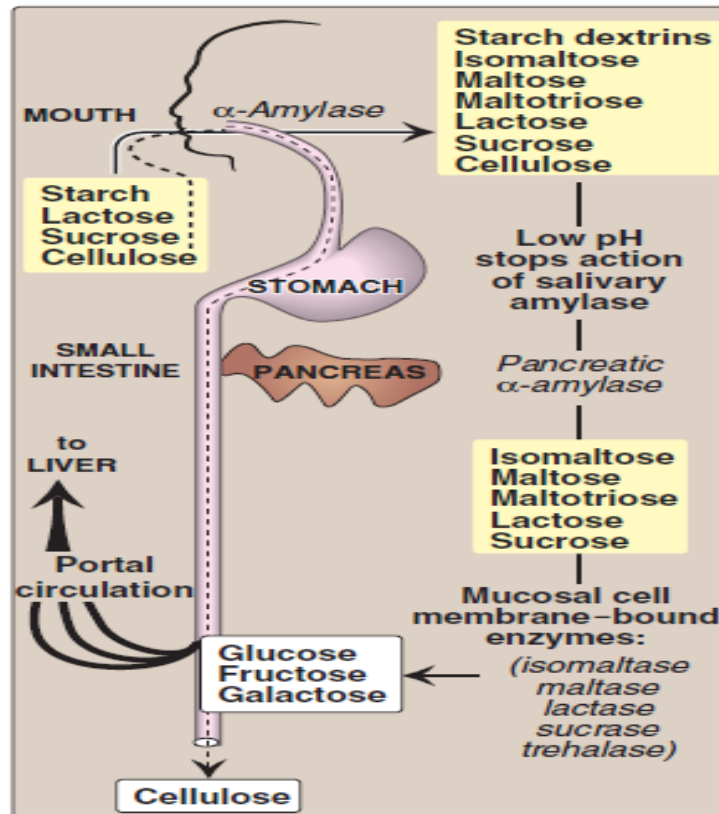 MOUTH
α-Amylase
Starch
Lactose
Sucrose
Cellulose
Starch dextrins
Isomaltose
Maltose
Maltotriose
Lactose
Sucrose
Cellulose
Low pH
stops action
of salivary
amylase
STOMACH
SMALL
INTESTINE
PANCREAS
Pancreatic
α-amylase
Isomaltose
Maltose
Maltotriose
Lactose
Sucrose
Mucosal cell
membrane–bound
enzymes:
(isomaltase
maltase
lactase
sucrase
trehalase)
Glucose
Fructose
Galactose
Portal
circulation
to
LIVER
Cellulose